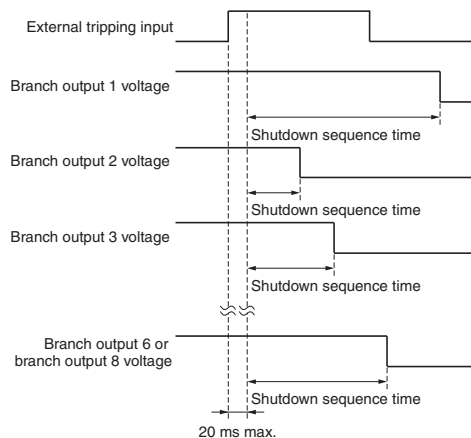 External tripping input
Branch output 1 voltage
Shutdown sequence time
Branch output 2 voltage
Shutdown sequence time
Branch output 3 voltage
Shutdown sequence time
Branch output 6 or
branch output 8 voltage
Shutdown sequence time
20 ms max.